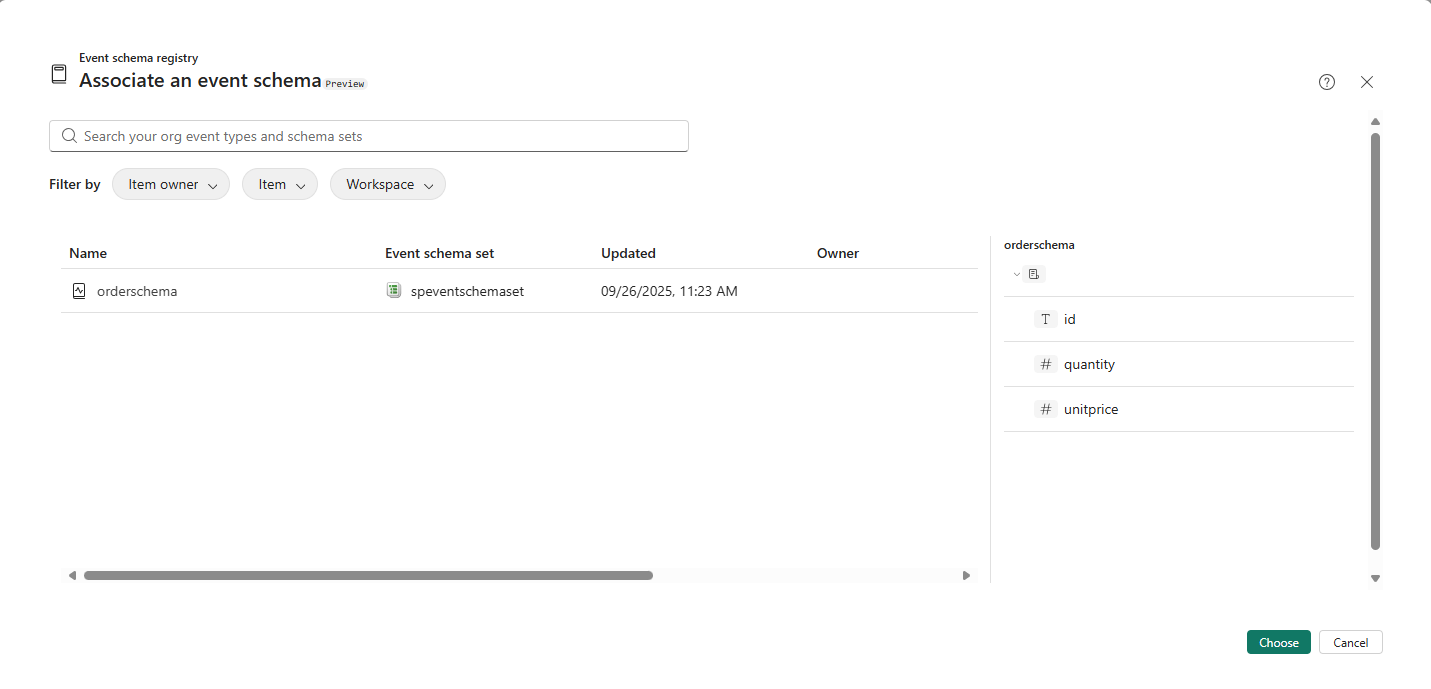 Event schema registry
Associate an event schema Preview
Search your org event types and schema sets
Filter by Item owner Item Workspace
Name Event schema set Updated Owner
orderschema speventschemaset 09/26/2025, 11:23 AM
orderschema
T id
# quantity
# unitprice
Choose Cancel